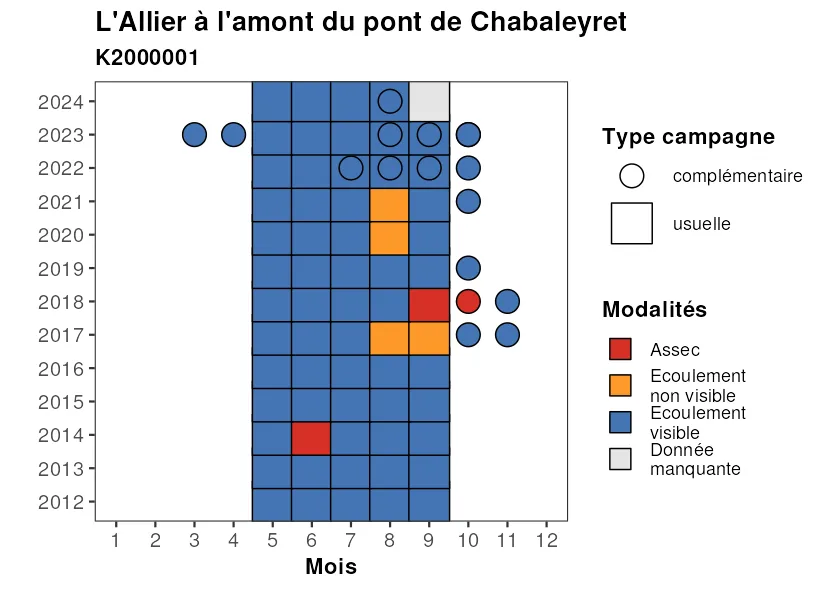 L'Allier à l'amont du pont de Chabaleyret
K2000001
2024
2023
2022
2021
2020
2019
2018
2017
2016
2015
2014
2013
2012
1 2 3 4 5 6 7 8 9 10 11 12
Mois
Type campagne
complémentaire
usuelle
Modalités
Assec
Ecoulement
non visible
Ecoulement
visible
Donnée
manquante